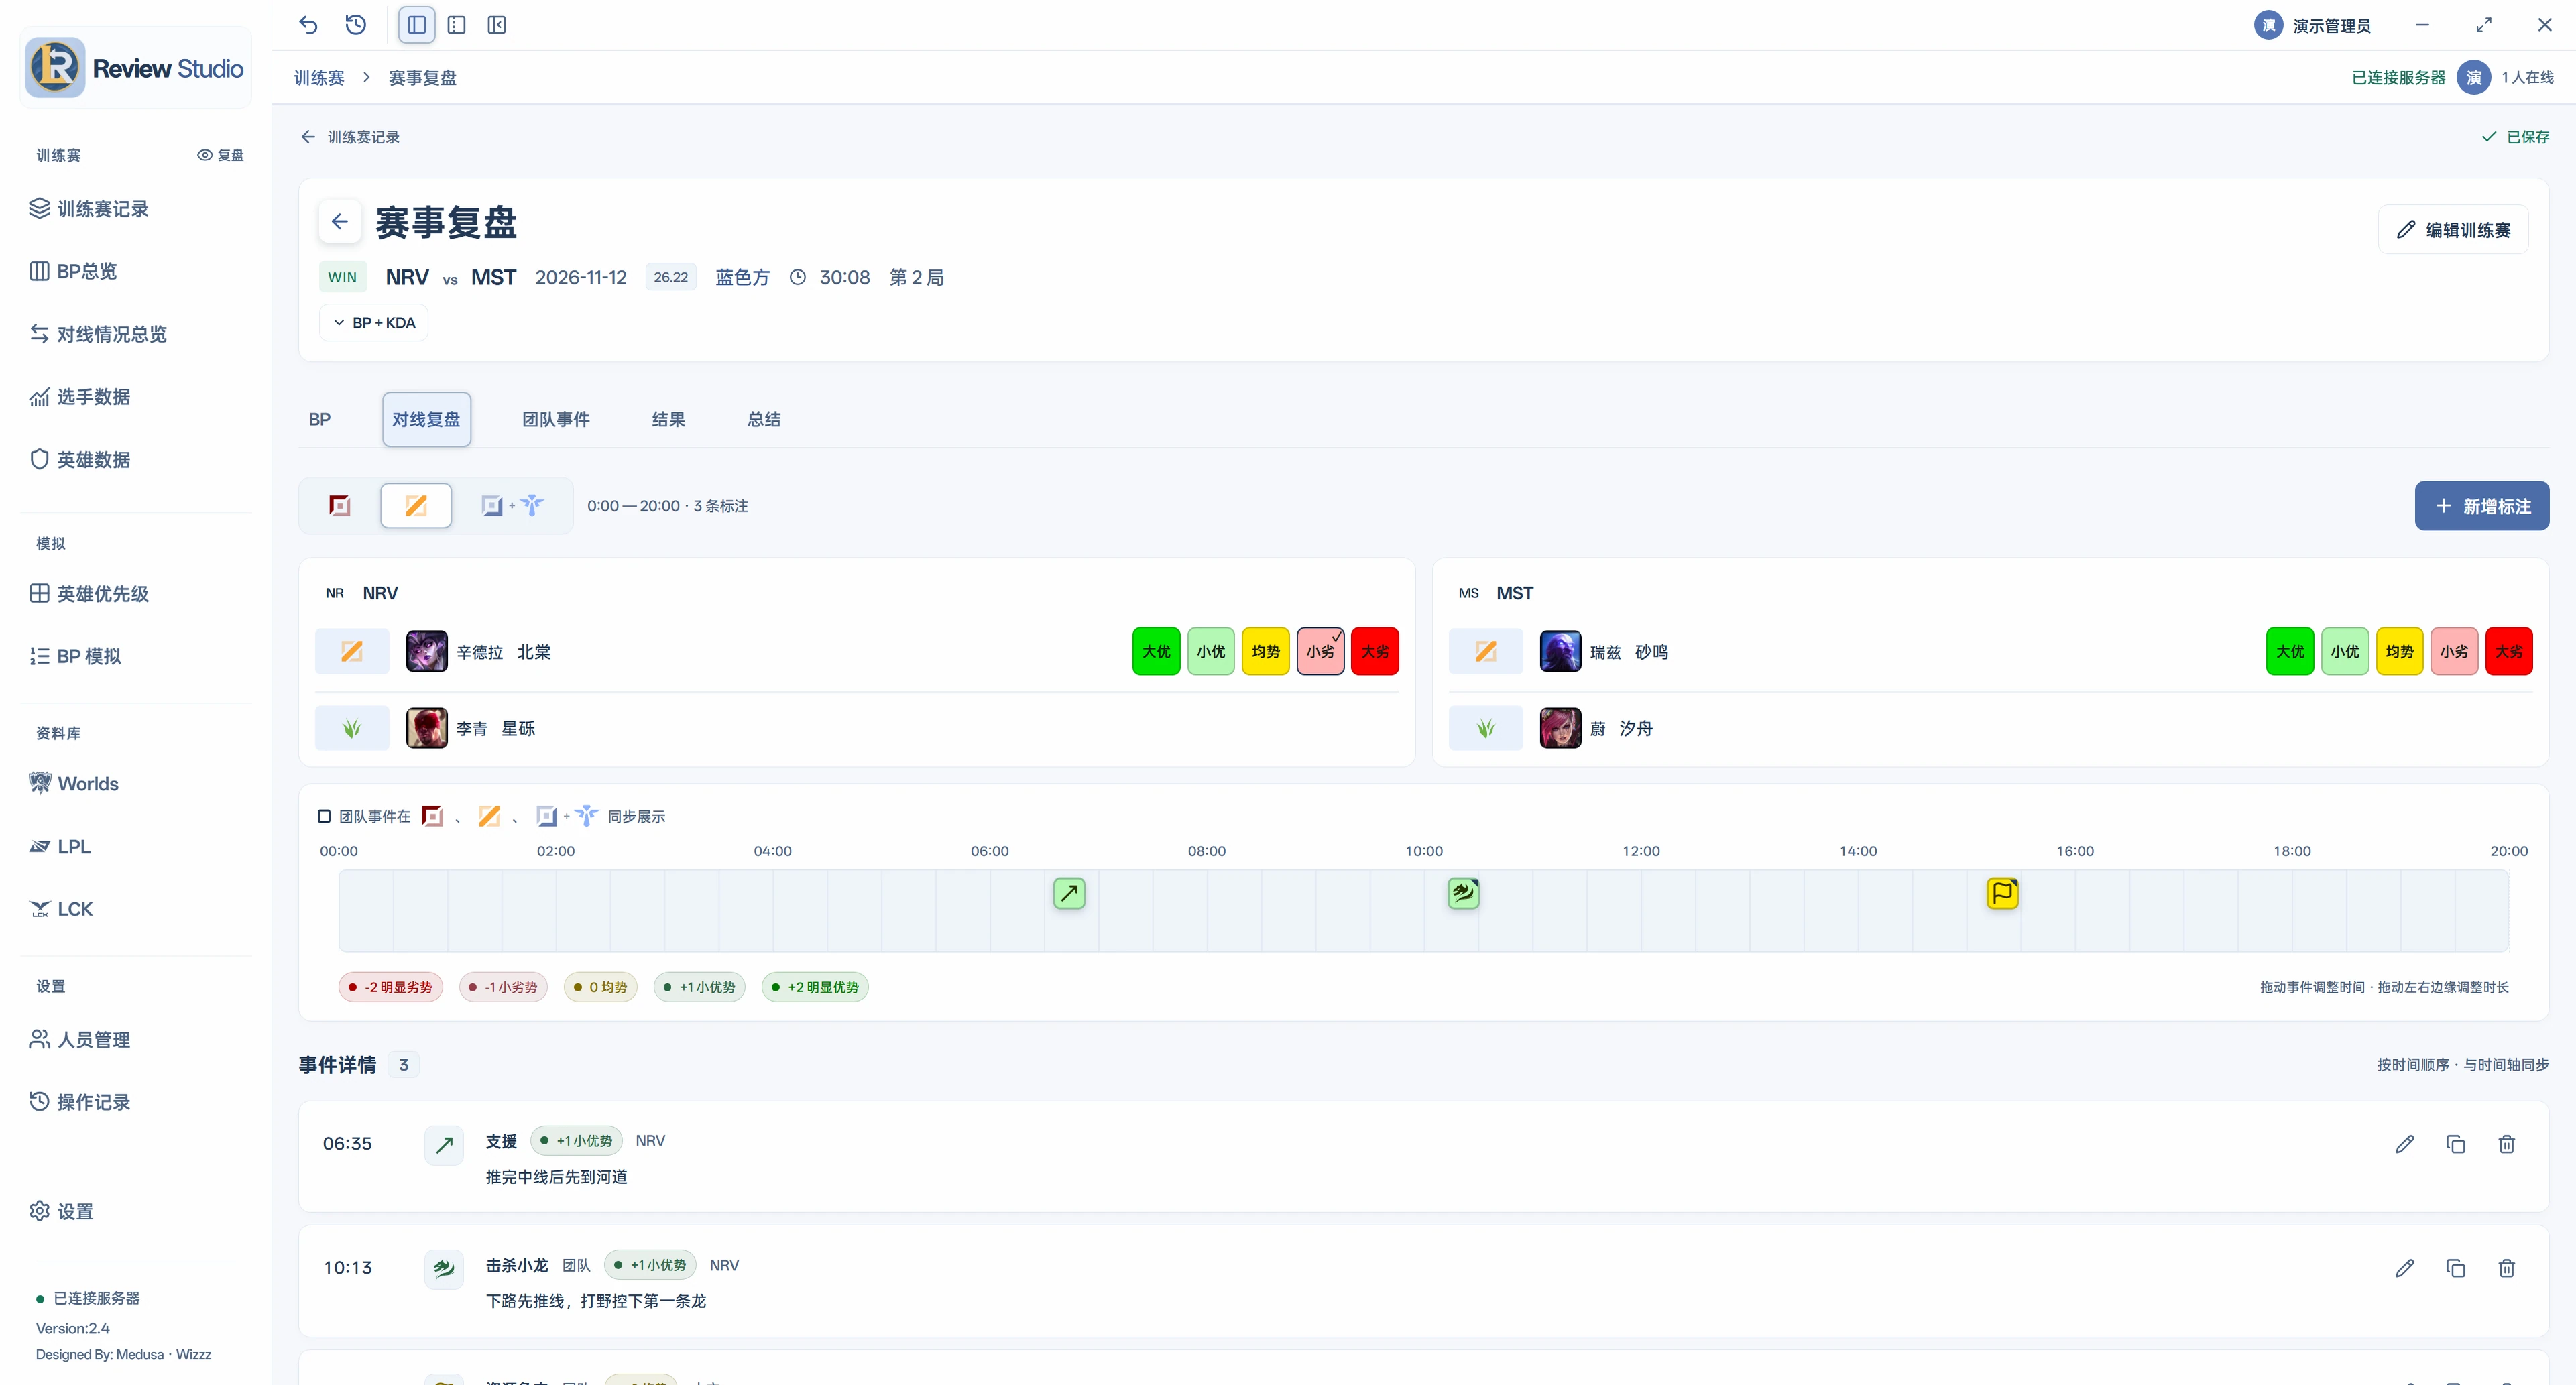 演 演示管理员
Review Studio
训练赛 > 赛事复盘
已连接服务器 演 1 人在线
训练赛记录
已保存
训练赛 复盘
训练赛记录
BP总览
对线情况总览
选手数据
英雄数据
模拟
英雄优先级
BP 模拟
资料库
Worlds
LPL
LCK
设置
人员管理
操作记录
设置
已连接服务器
Version:2.4
Designed By: Medusa · Wizzz
赛事复盘
编辑训练赛
WIN NRV vs MST 2026-11-12 26.22 蓝色方 30:08 第 2 局
BP + KDA
BP 对线复盘 团队事件 结果 总结
+ 0:00 — 20:00 · 3 条标注
+ 新增标注
NR NRV
辛德拉 北棠 大优 小优 均势 小劣 大劣
李青 星砾
MS MST
瑞兹 砂鸣 大优 小优 均势 小劣 大劣
蔚 汐舟
团队事件在 、 、 + 同步展示
00:00 02:00 04:00 06:00 08:00 10:00 12:00 14:00 16:00 18:00 20:00
-2 明显劣势 -1 小劣势 0 均势 +1 小优势 +2 明显优势
拖动事件调整时间 · 拖动左右边缘调整时长
事件详情 3
按时间顺序 · 与时间轴同步
06:35 支援 +1 小优势 NRV
推完中线后先到河道
10:13 击杀小龙 团队 +1 小优势 NRV
下路先推线，打野控下第一条龙